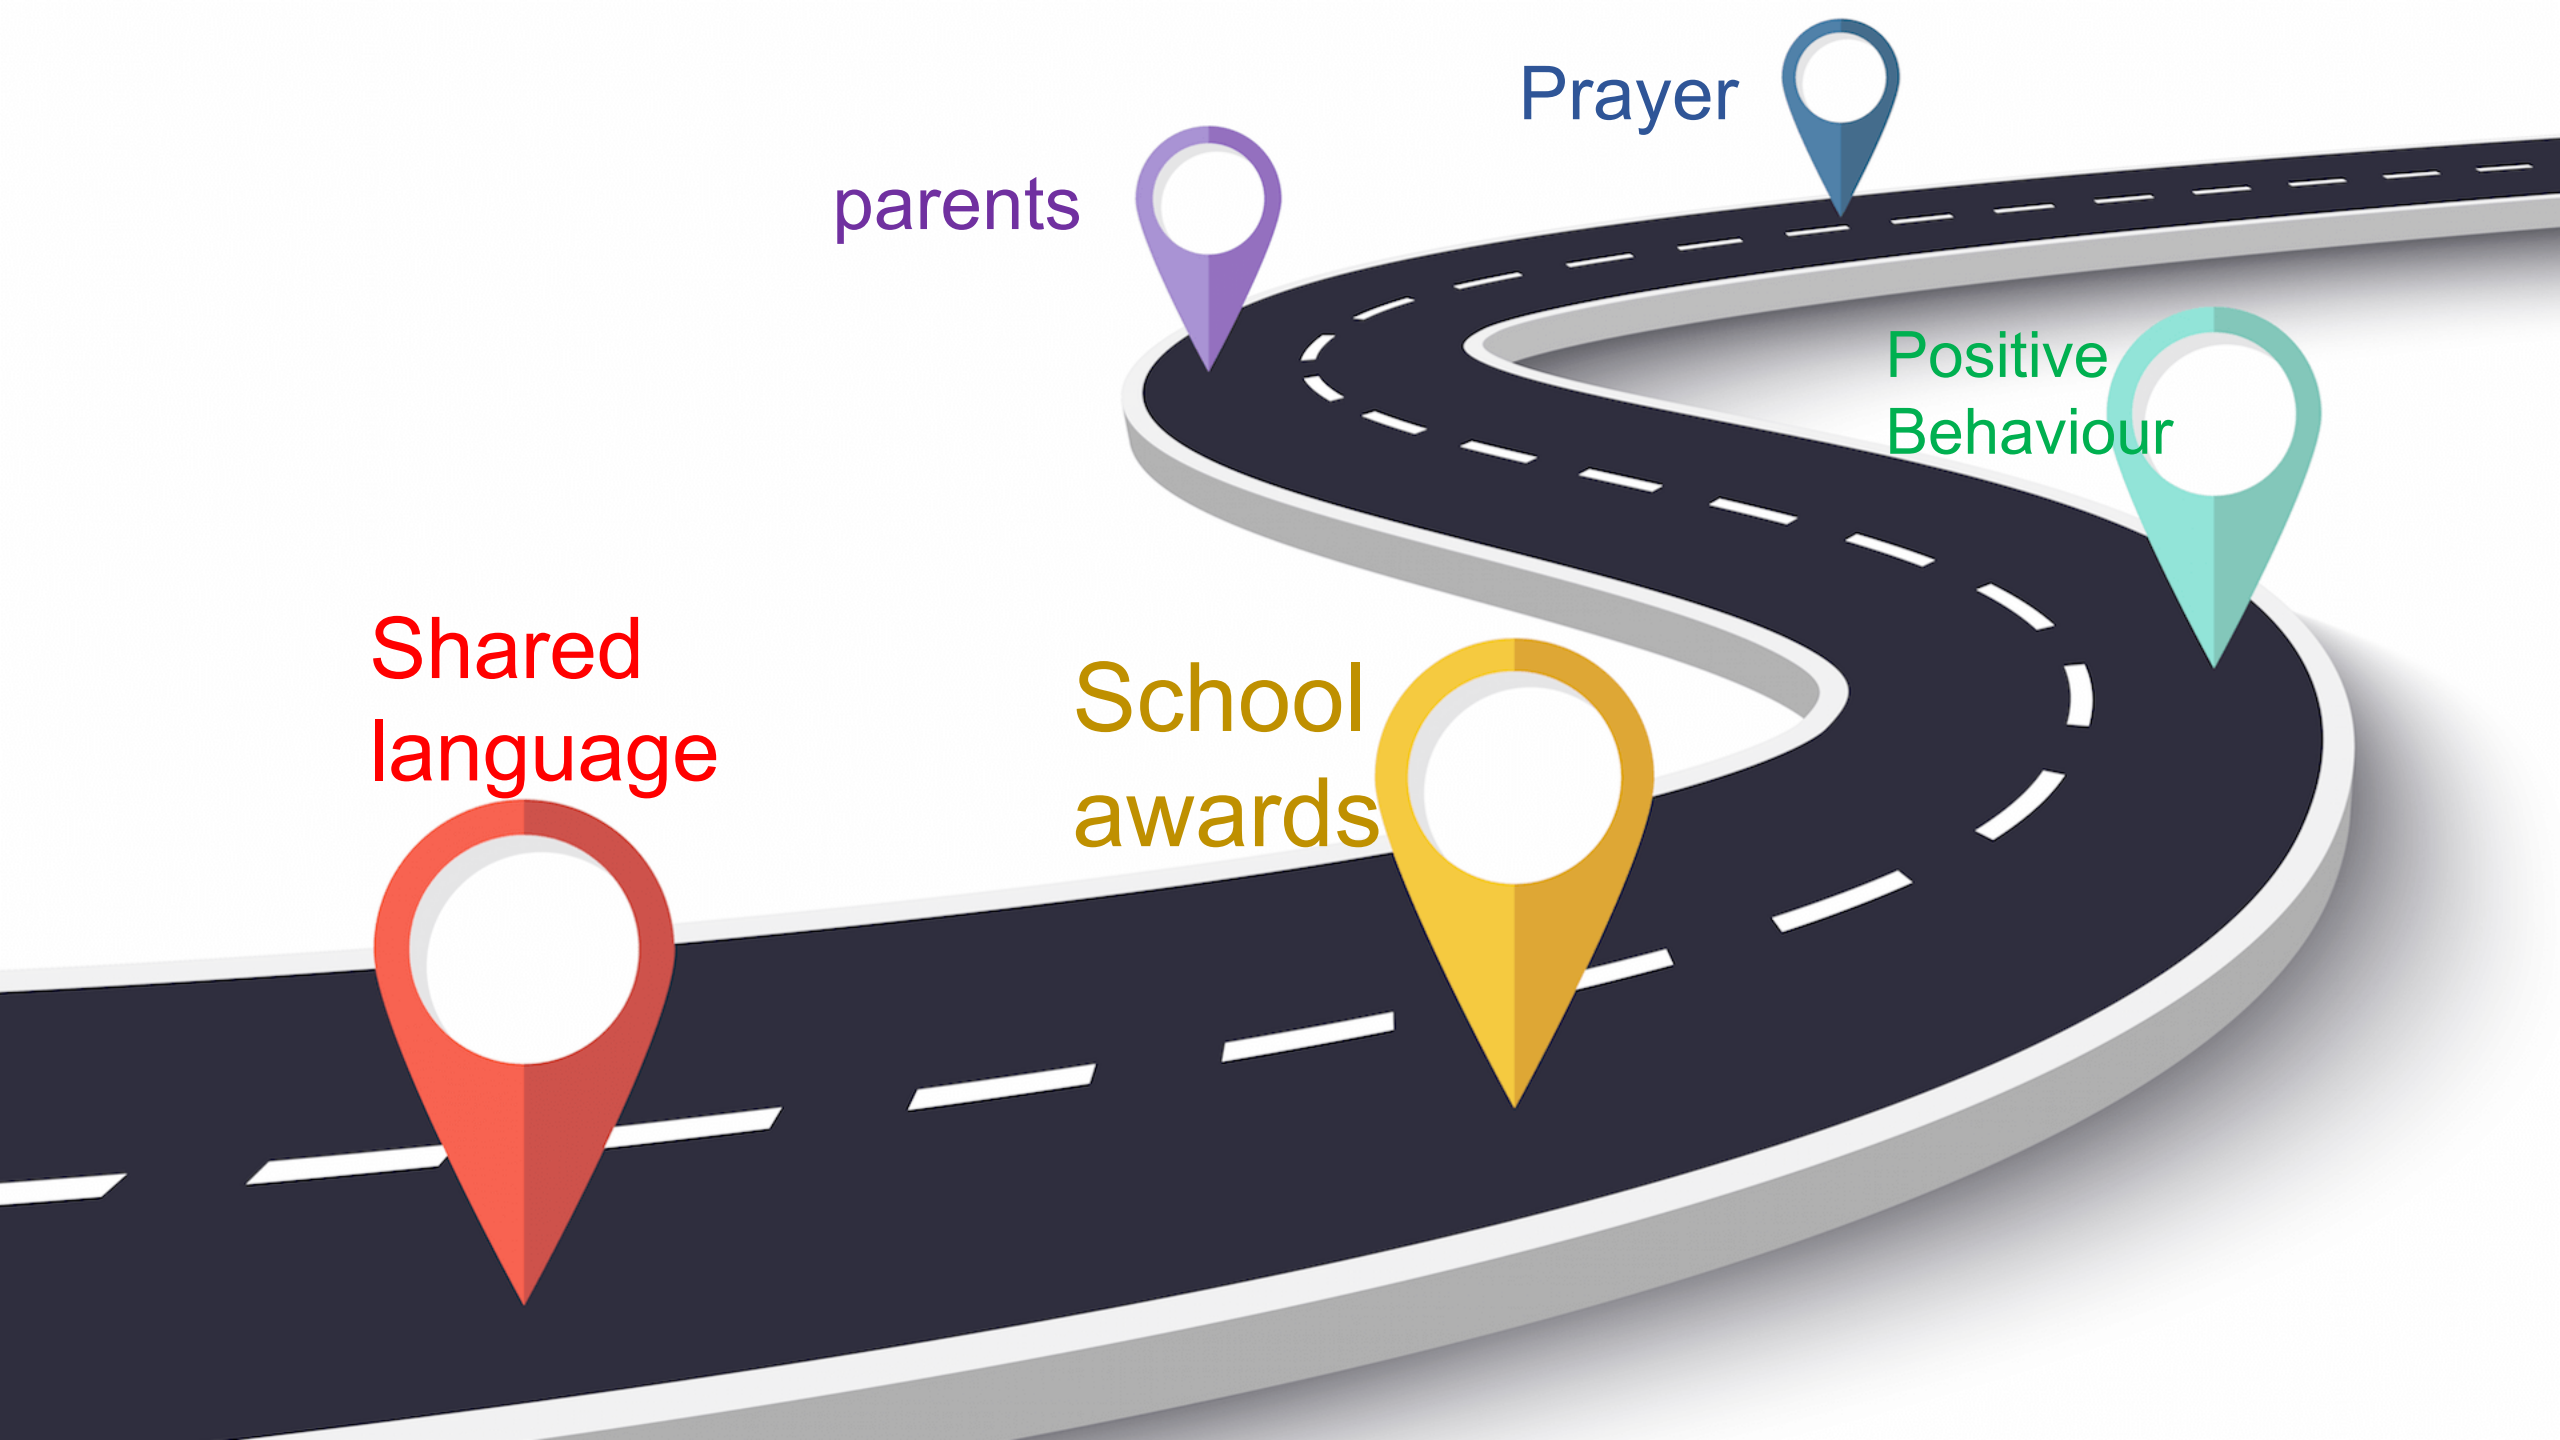 Prayer
parents
Positive
Behaviour
Shared
language
School
awards